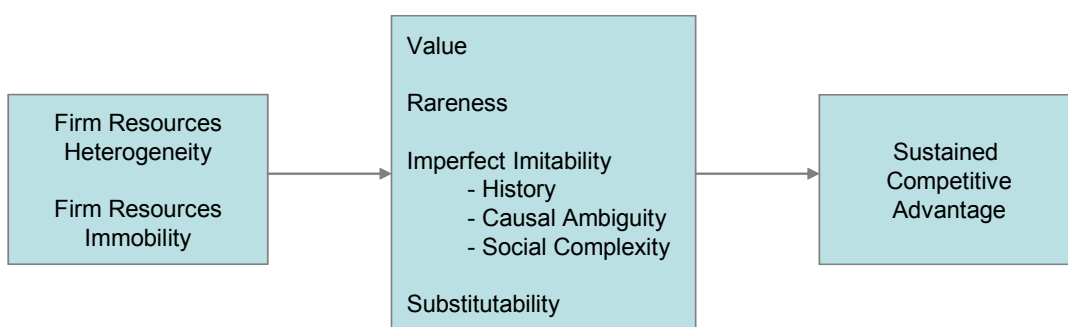 Firm Resources
Heterogeneity
Firm Resources
Immobility
Value
Rareness
Imperfect Imitability
- History
- Causal Ambiguity
- Social Complexity
Substitutability
Sustained
Competitive
Advantage